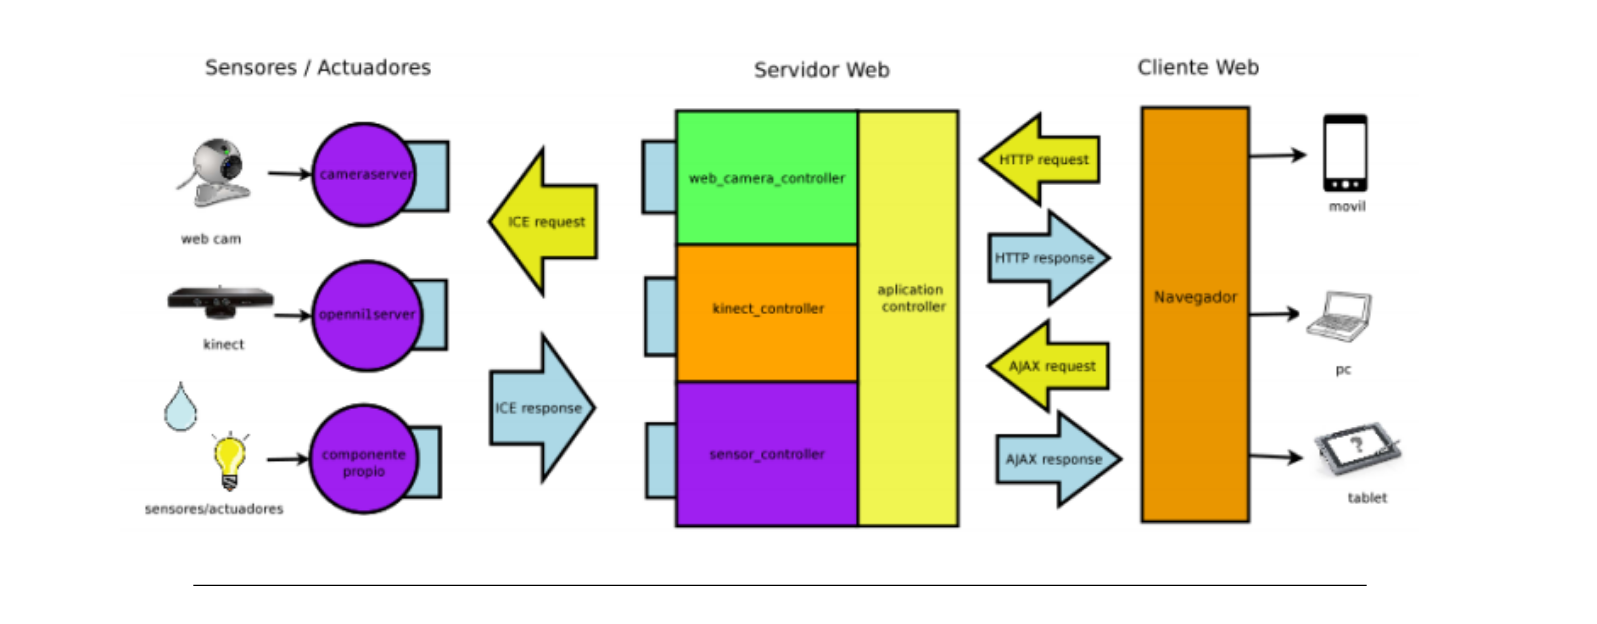 Sensores / Actuadores
Servidor Web
Cliente Web
cameraserver
web cam
openni1server
kinect
componente
propio
sensores/actuadores
ICE request
ICE response
web_camera_controller
kinect_controller
sensor_controller
aplication
controller
HTTP request
HTTP response
AJAX request
AJAX response
Navegador
movil
pc
?
tablet